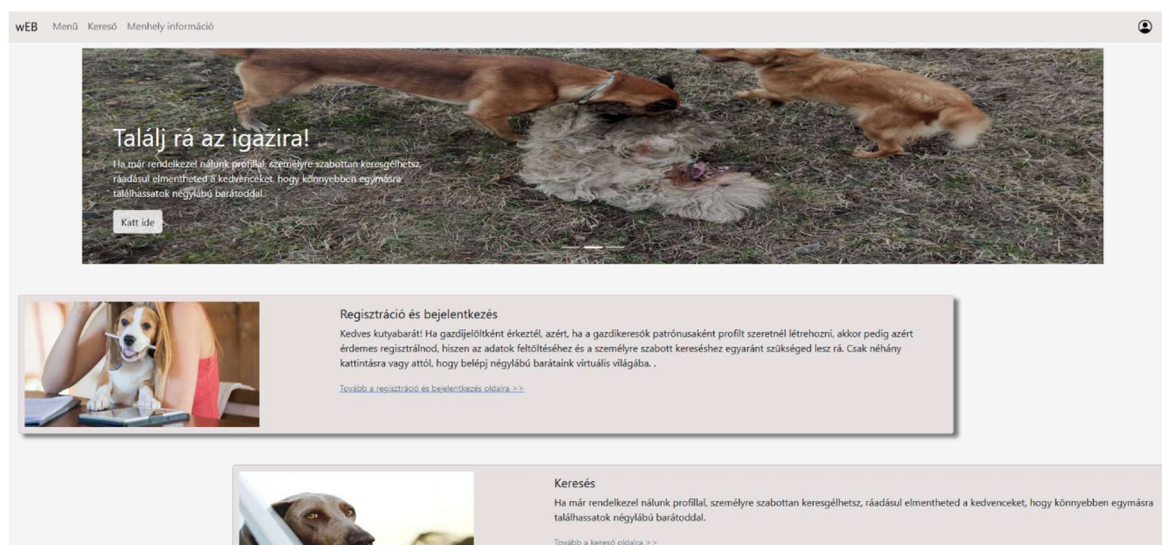 wEB Menü Kereső Menhely információ
Találj rá az igazira!
Ha már rendelkezel nálunk profillal, személyre szabottan keresgélhetsz,
ráadásul elmentheted a kedvenceket, hogy könnyebben egymásra
találhassatok négylábú barátoddal.
Katt ide
Regisztráció és bejelentkezés
Kedves kutyabarát! Ha gazdijelöltként érkeztél, azért, ha a gazdikeresők patrónusaként profilt szeretnél létrehozni, akkor pedig azért
érdemes regisztrálnod, hiszen az adatok feltöltéséhez és a személyre szabott kereséshez egyaránt szükséged lesz rá. Csak néhány
kattintásra vagy attól, hogy belépj négylábú barátaink virtuális világába. .
Tovább a regisztráció és bejelentkezés oldalra >>
Keresés
Ha már rendelkezel nálunk profillal, személyre szabottan keresgélhetsz, ráadásul elmentheted a kedvenceket, hogy könnyebben egymásra
találhassatok négylábú barátoddal.
Tovább a kereső oldalra >>